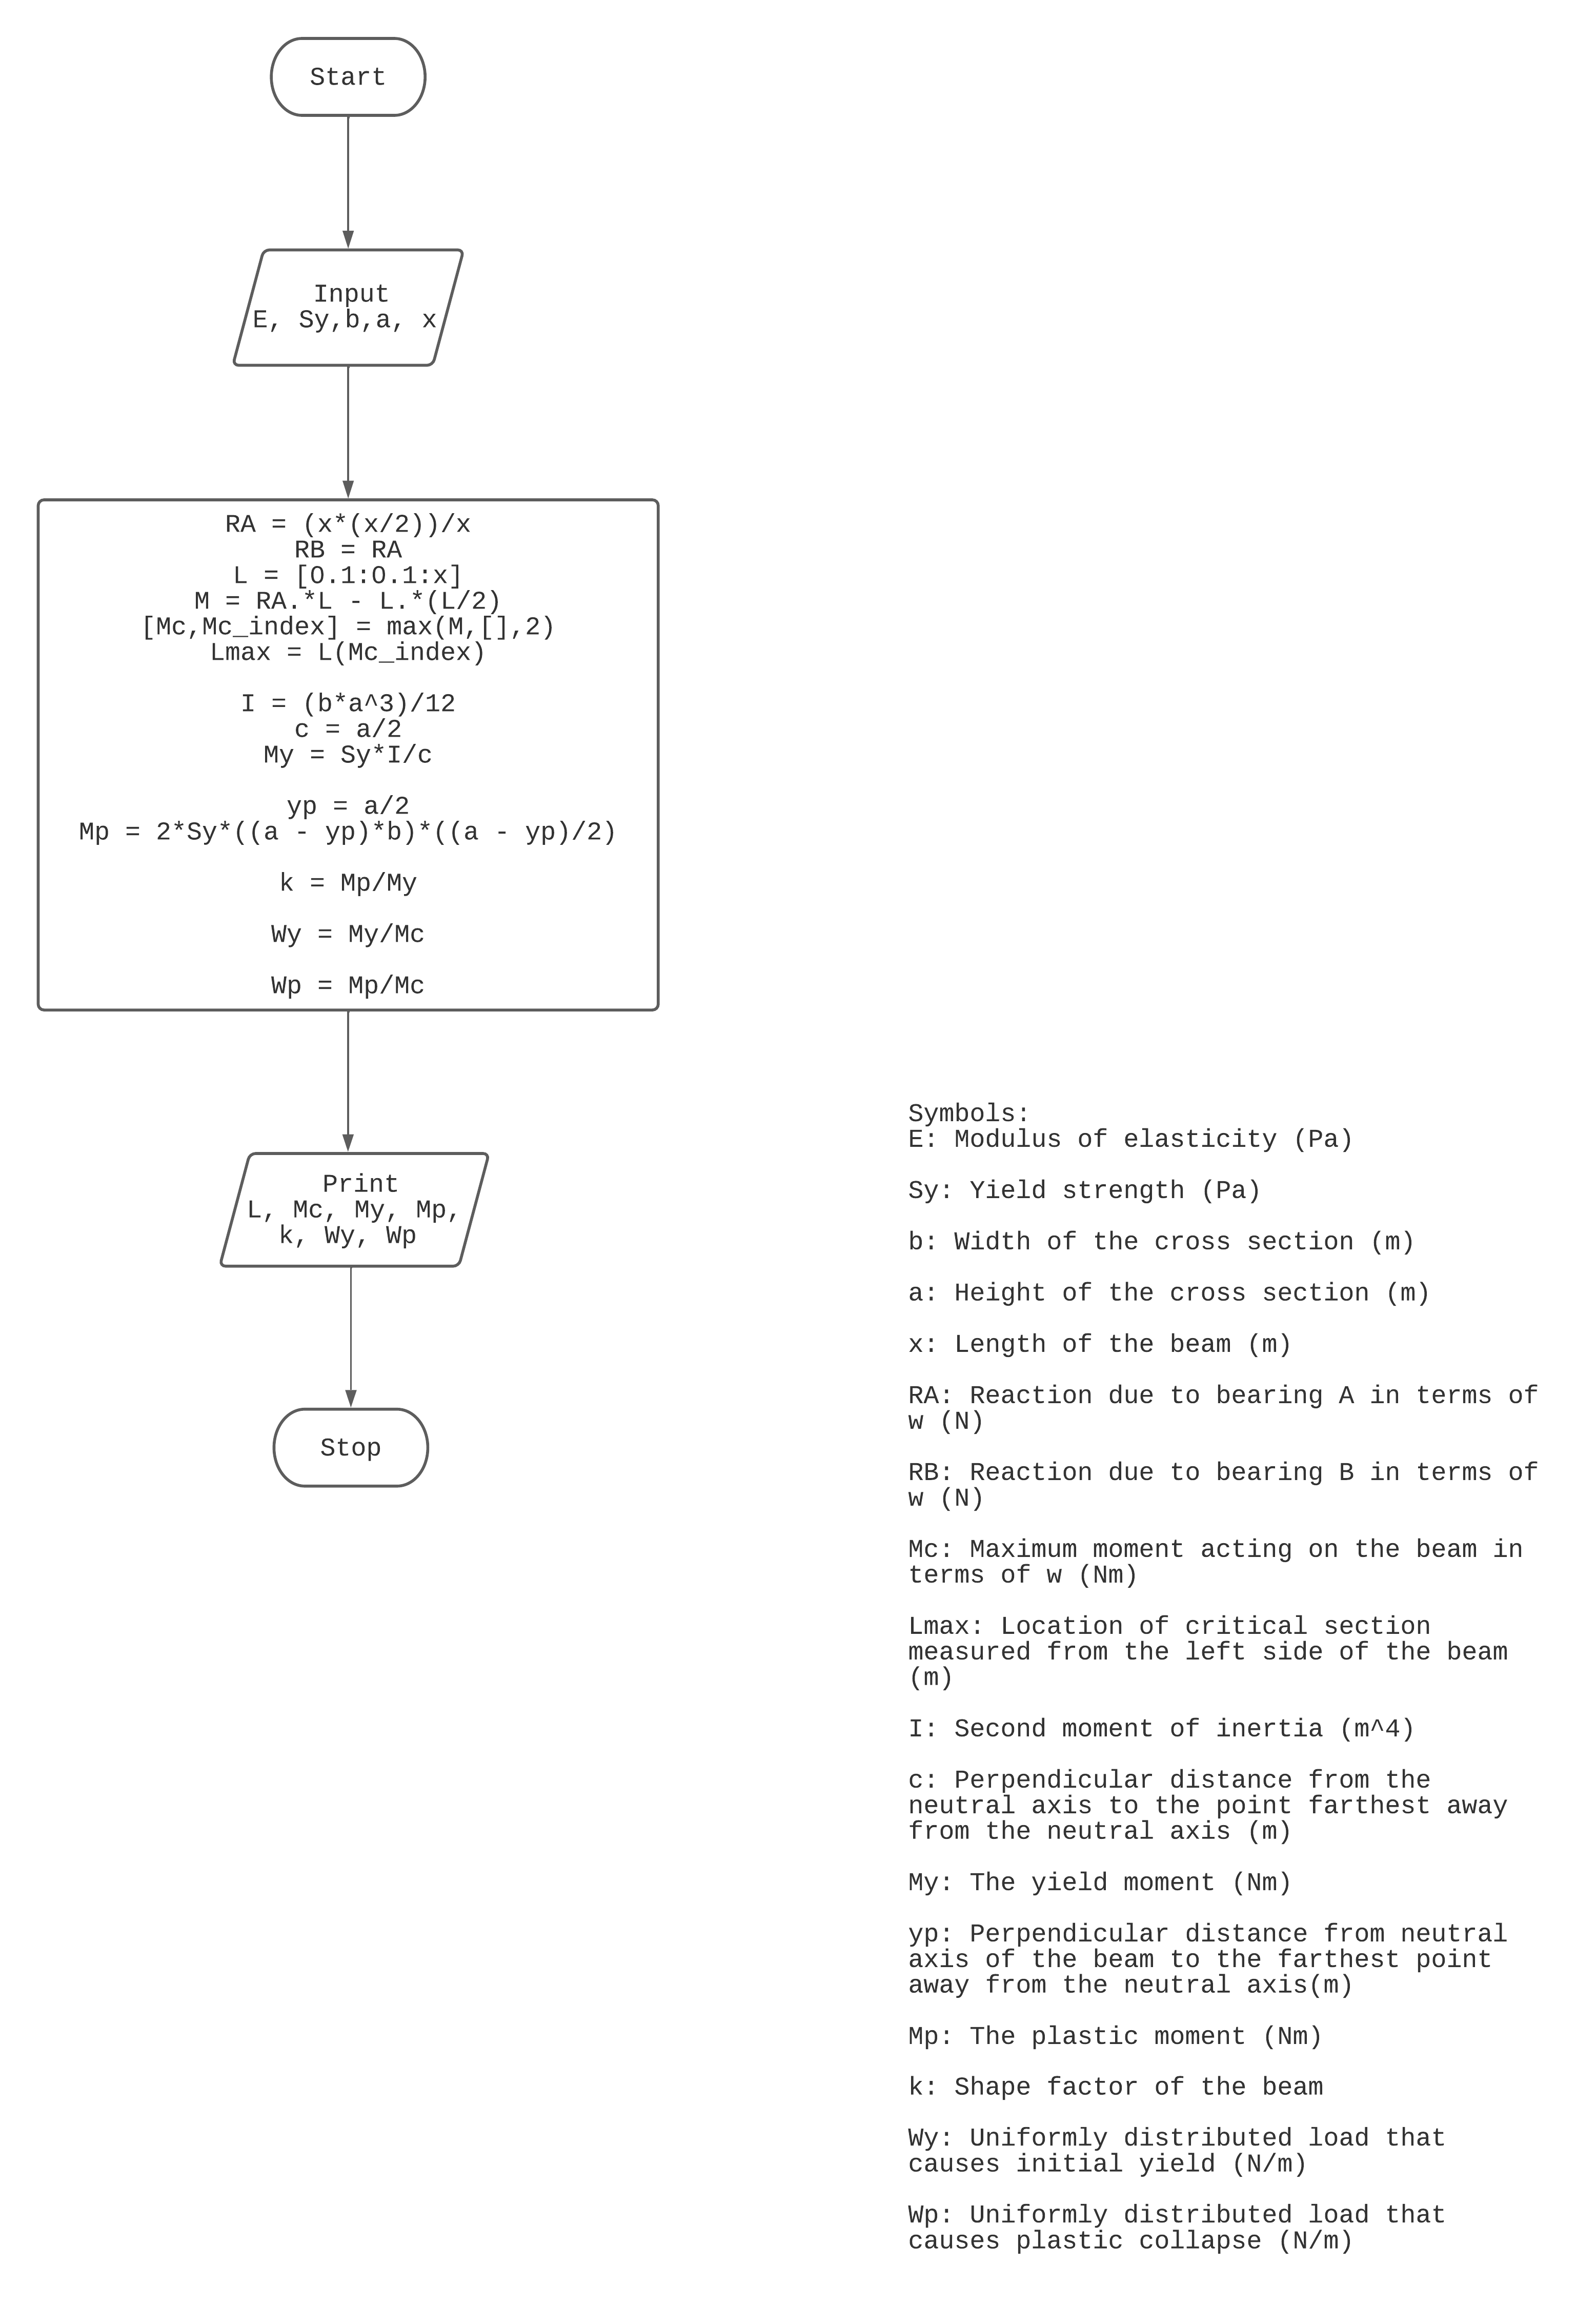 Start
Input
E, Sy,b,a, x
RA = (x*(x/2))/x
RB = RA
L = [0.1:0.1:x]
M = RA.*L - L.*(L/2)
[Mc,Mc_index] = max(M,[],2)
Lmax = L(Mc_index)
I = (b*a^3)/12
c = a/2
My = Sy*I/c
yp = a/2
Mp = 2*Sy*((a - yp)*b)*((a - yp)/2)
k = Mp/My
Wy = My/Mc
Wp = Mp/Mc
Print
L, Mc, My, Mp,
k, Wy, Wp
Stop
Symbols:
E: Modulus of elasticity (Pa)
Sy: Yield strength (Pa)
b: Width of the cross section (m)
a: Height of the cross section (m)
x: Length of the beam (m)
RA: Reaction due to bearing A in terms of
w (N)
RB: Reaction due to bearing B in terms of
w (N)
Mc: Maximum moment acting on the beam in
terms of w (Nm)
Lmax: Location of critical section
measured from the left side of the beam
(m)
I: Second moment of inertia (m^4)
c: Perpendicular distance from the
neutral axis to the point farthest away
from the neutral axis (m)
My: The yield moment (Nm)
yp: Perpendicular distance from neutral
axis of the beam to the farthest point
away from the neutral axis(m)
Mp: The plastic moment (Nm)
k: Shape factor of the beam
Wy: Uniformly distributed load that
causes initial yield (N/m)
Wp: Uniformly distributed load that
causes plastic collapse (N/m)